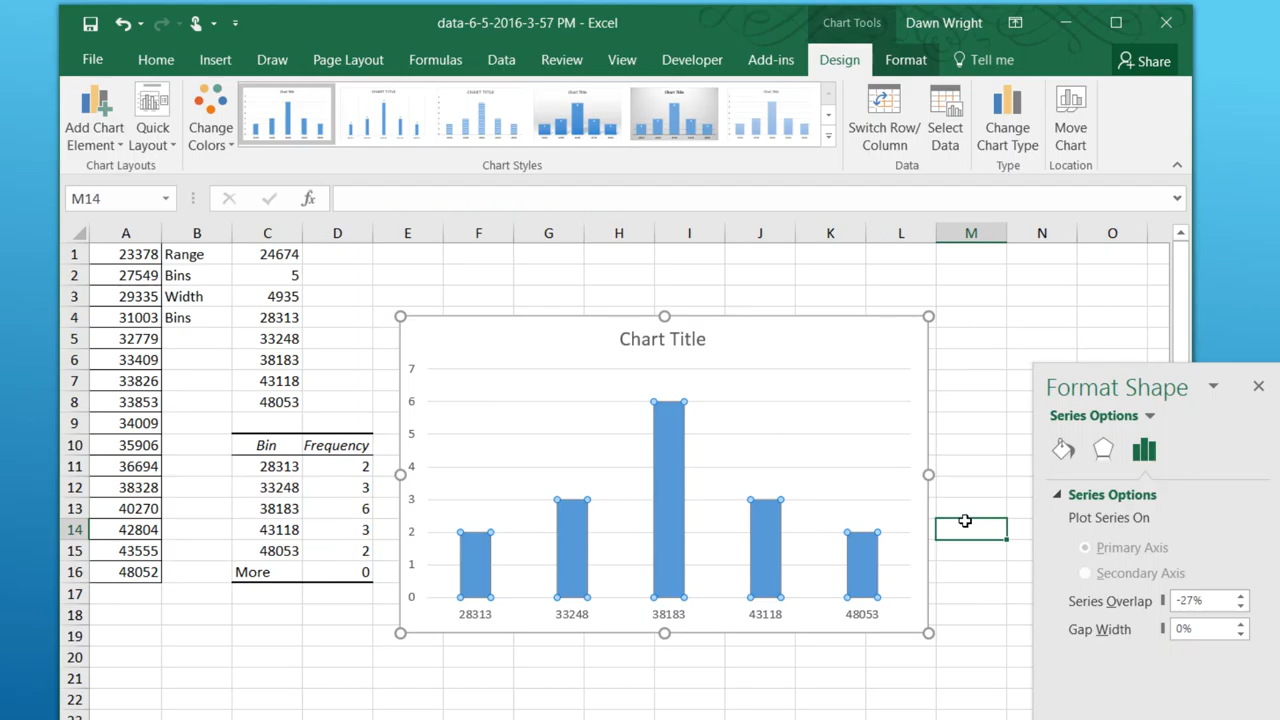 data-6-5-2016-3-57 PM - Excel
Chart Tools
Dawn Wright
File Home Insert Draw Page Layout Formulas Data Review View Developer Add-ins Design Format Tell me Share
Add Chart Element
Quick Layout
Change Colors
Switch Row/Column
Select Data
Change Chart Type
Move Chart
Chart Layouts
Chart Styles
Data
Type
Location
M14
fx
A B C D E F G H I J K L M N O
1 23378 Range 24674
2 27549 Bins 5
3 29335 Width 4935
4 31003 Bins 28313
5 32779 33248
6 33409 38183
7 33826 43118
8 33853 48053
9 34009
10 35906 Bin Frequency
11 36694 28313 2
12 38328 33248 3
13 40270 38183 6
14 42804 43118 3
15 43555 48053 2
16 48052 More 0
17
18
19
20
21
22
Chart Title
7
6
5
4
3
2
1
0
28313 33248 38183 43118 48053
Format Shape
Series Options
Series Options
Plot Series On
Primary Axis
Secondary Axis
Series Overlap -27%
Gap Width 0%